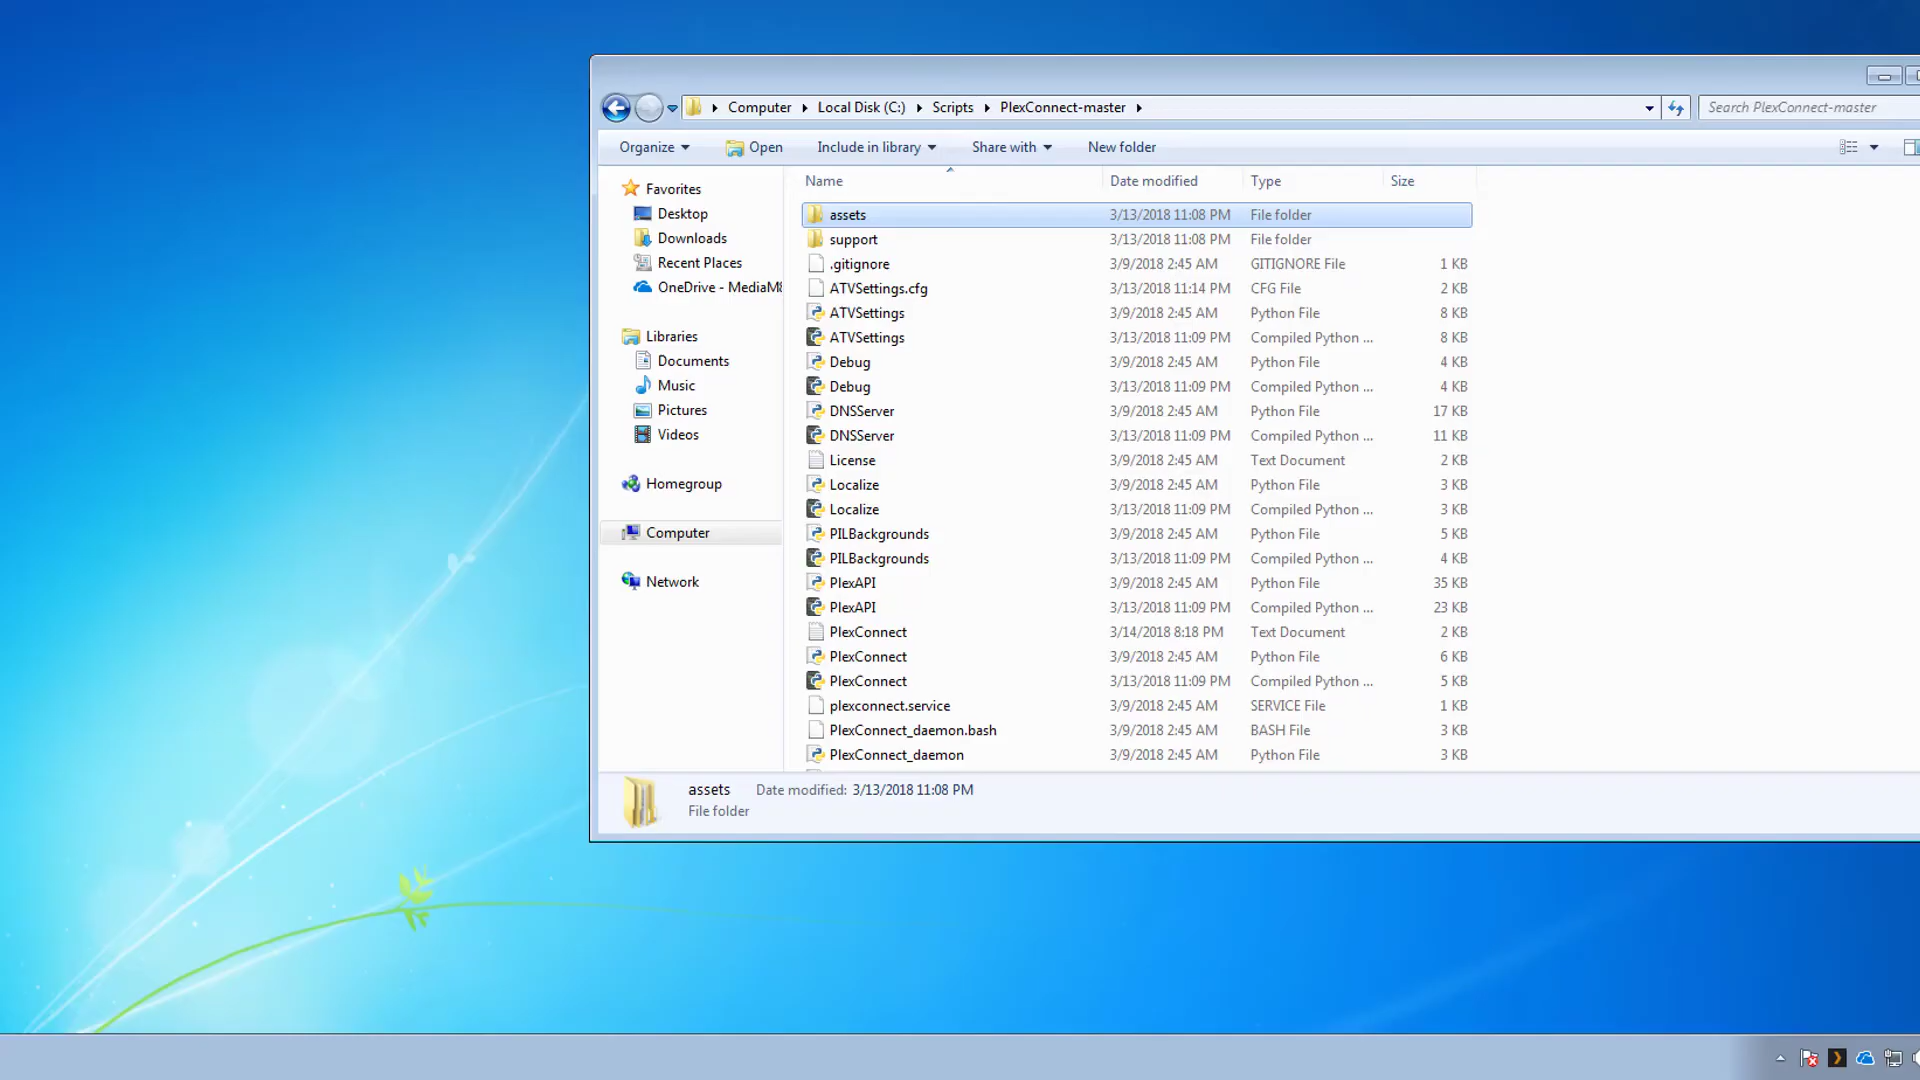 Computer Local Disk (C:) Scripts PlexConnect-master
Search PlexConnect-master
Organize Open Include in library Share with New folder
Favorites
Desktop
Downloads
Recent Places
OneDrive - MediaM
Libraries
Documents
Music
Pictures
Videos
Homegroup
Computer
Network
Name Date modified Type Size
assets 3/13/2018 11:08 PM File folder
support 3/13/2018 11:08 PM File folder
.gitignore 3/9/2018 2:45 AM GITIGNORE File 1 KB
ATVSettings.cfg 3/13/2018 11:14 PM CFG File 2 KB
ATVSettings 3/9/2018 2:45 AM Python File 8 KB
ATVSettings 3/13/2018 11:09 PM Compiled Python ... 8 KB
Debug 3/9/2018 2:45 AM Python File 4 KB
Debug 3/13/2018 11:09 PM Compiled Python ... 4 KB
DNSServer 3/9/2018 2:45 AM Python File 17 KB
DNSServer 3/13/2018 11:09 PM Compiled Python ... 11 KB
License 3/9/2018 2:45 AM Text Document 2 KB
Localize 3/9/2018 2:45 AM Python File 3 KB
Localize 3/13/2018 11:09 PM Compiled Python ... 3 KB
PILBackgrounds 3/9/2018 2:45 AM Python File 5 KB
PILBackgrounds 3/13/2018 11:09 PM Compiled Python ... 4 KB
PlexAPI 3/9/2018 2:45 AM Python File 35 KB
PlexAPI 3/13/2018 11:09 PM Compiled Python ... 23 KB
PlexConnect 3/14/2018 8:18 PM Text Document 2 KB
PlexConnect 3/9/2018 2:45 AM Python File 6 KB
PlexConnect 3/13/2018 11:09 PM Compiled Python ... 5 KB
plexconnect.service 3/9/2018 2:45 AM SERVICE File 1 KB
PlexConnect_daemon.bash 3/9/2018 2:45 AM BASH File 3 KB
PlexConnect_daemon 3/9/2018 2:45 AM Python File 3 KB
assets Date modified: 3/13/2018 11:08 PM
File folder